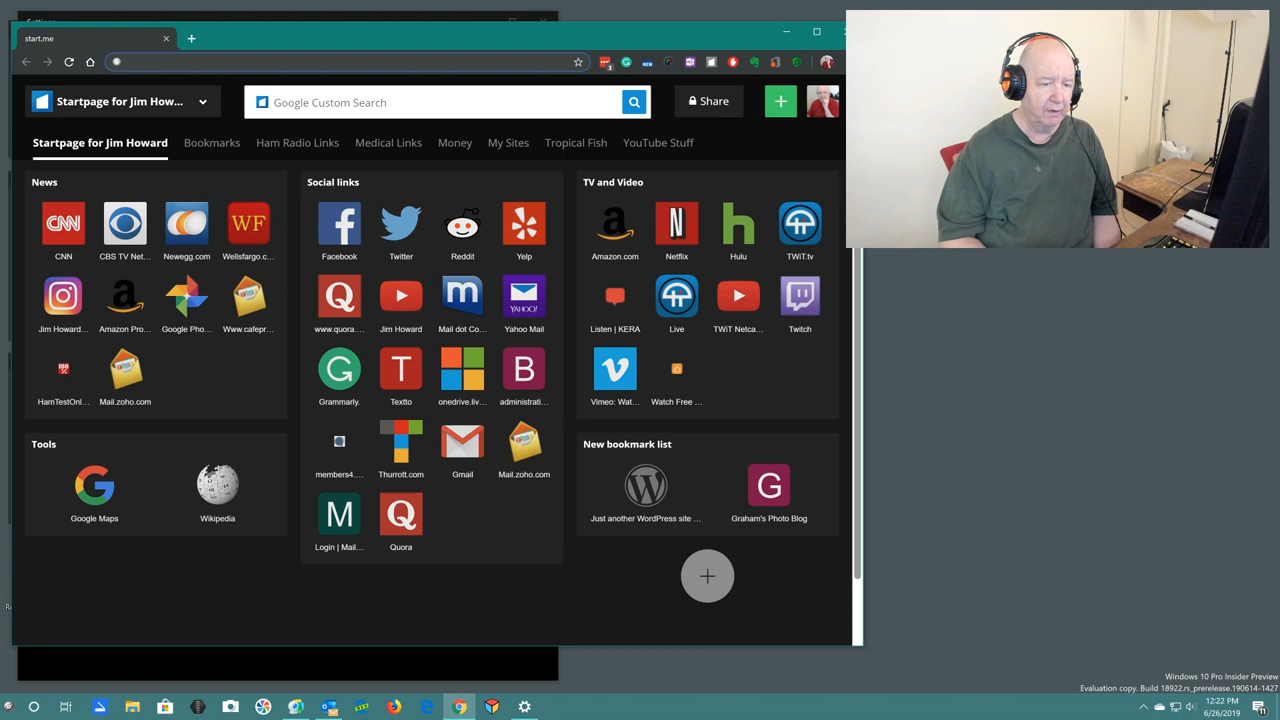 Settings
start.me
Startpage for Jim How...
Google Custom Search
Share
Startpage for Jim Howard
Bookmarks
Ham Radio Links
Medical Links
Money
My Sites
Tropical Fish
YouTube Stuff
News
CNN
CNN
CBS TV Net...
Newegg.com
WF
Wellsfargo.c...
Jim Howard...
Amazon Pro...
Google Pho...
Www.cafepr...
HamTestOnl...
Mail.zoho.com
Tools
Google Maps
Wikipedia
Social links
Facebook
Twitter
Reddit
Yelp
www.quora....
Jim Howard
Mail dot Co...
YAHOO!
Yahoo Mail
Grammarly.
T
Textto
onedrive.liv...
B
administrati...
members4....
Thurrott.com
Gmail
Mail.zoho.com
M
Login | Mail...
Q
Quora
TV and Video
Amazon.com
Netflix
Hulu
TWiT.tv
Listen | KERA
Live
TWiT Netca...
Twitch
Vimeo: Wat...
Watch Free ...
New bookmark list
Just another WordPress site ...
G
Graham's Photo Blog
Windows 10 Pro Insider Preview
Evaluation copy. Build 18922.rs_prerelease.190614-1427
12:22 PM
6/26/2019